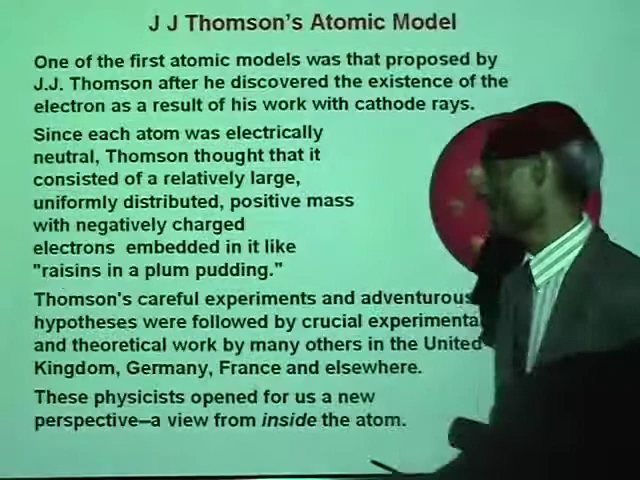 J J Thomson's Atomic Model
One of the first atomic models was that proposed by
J.J. Thomson after he discovered the existence of the
electron as a result of his work with cathode rays.
Since each atom was electrically
neutral, Thomson thought that it
consisted of a relatively large,
uniformly distributed, positive mass
with negatively charged
electrons embedded in it like
"raisins in a plum pudding."
Thomson's careful experiments and adventurous
hypotheses were followed by crucial experimenta
and theoretical work by many others in the United
Kingdom, Germany, France and elsewhere.
These physicists opened for us a new
perspective–a view from inside the atom.